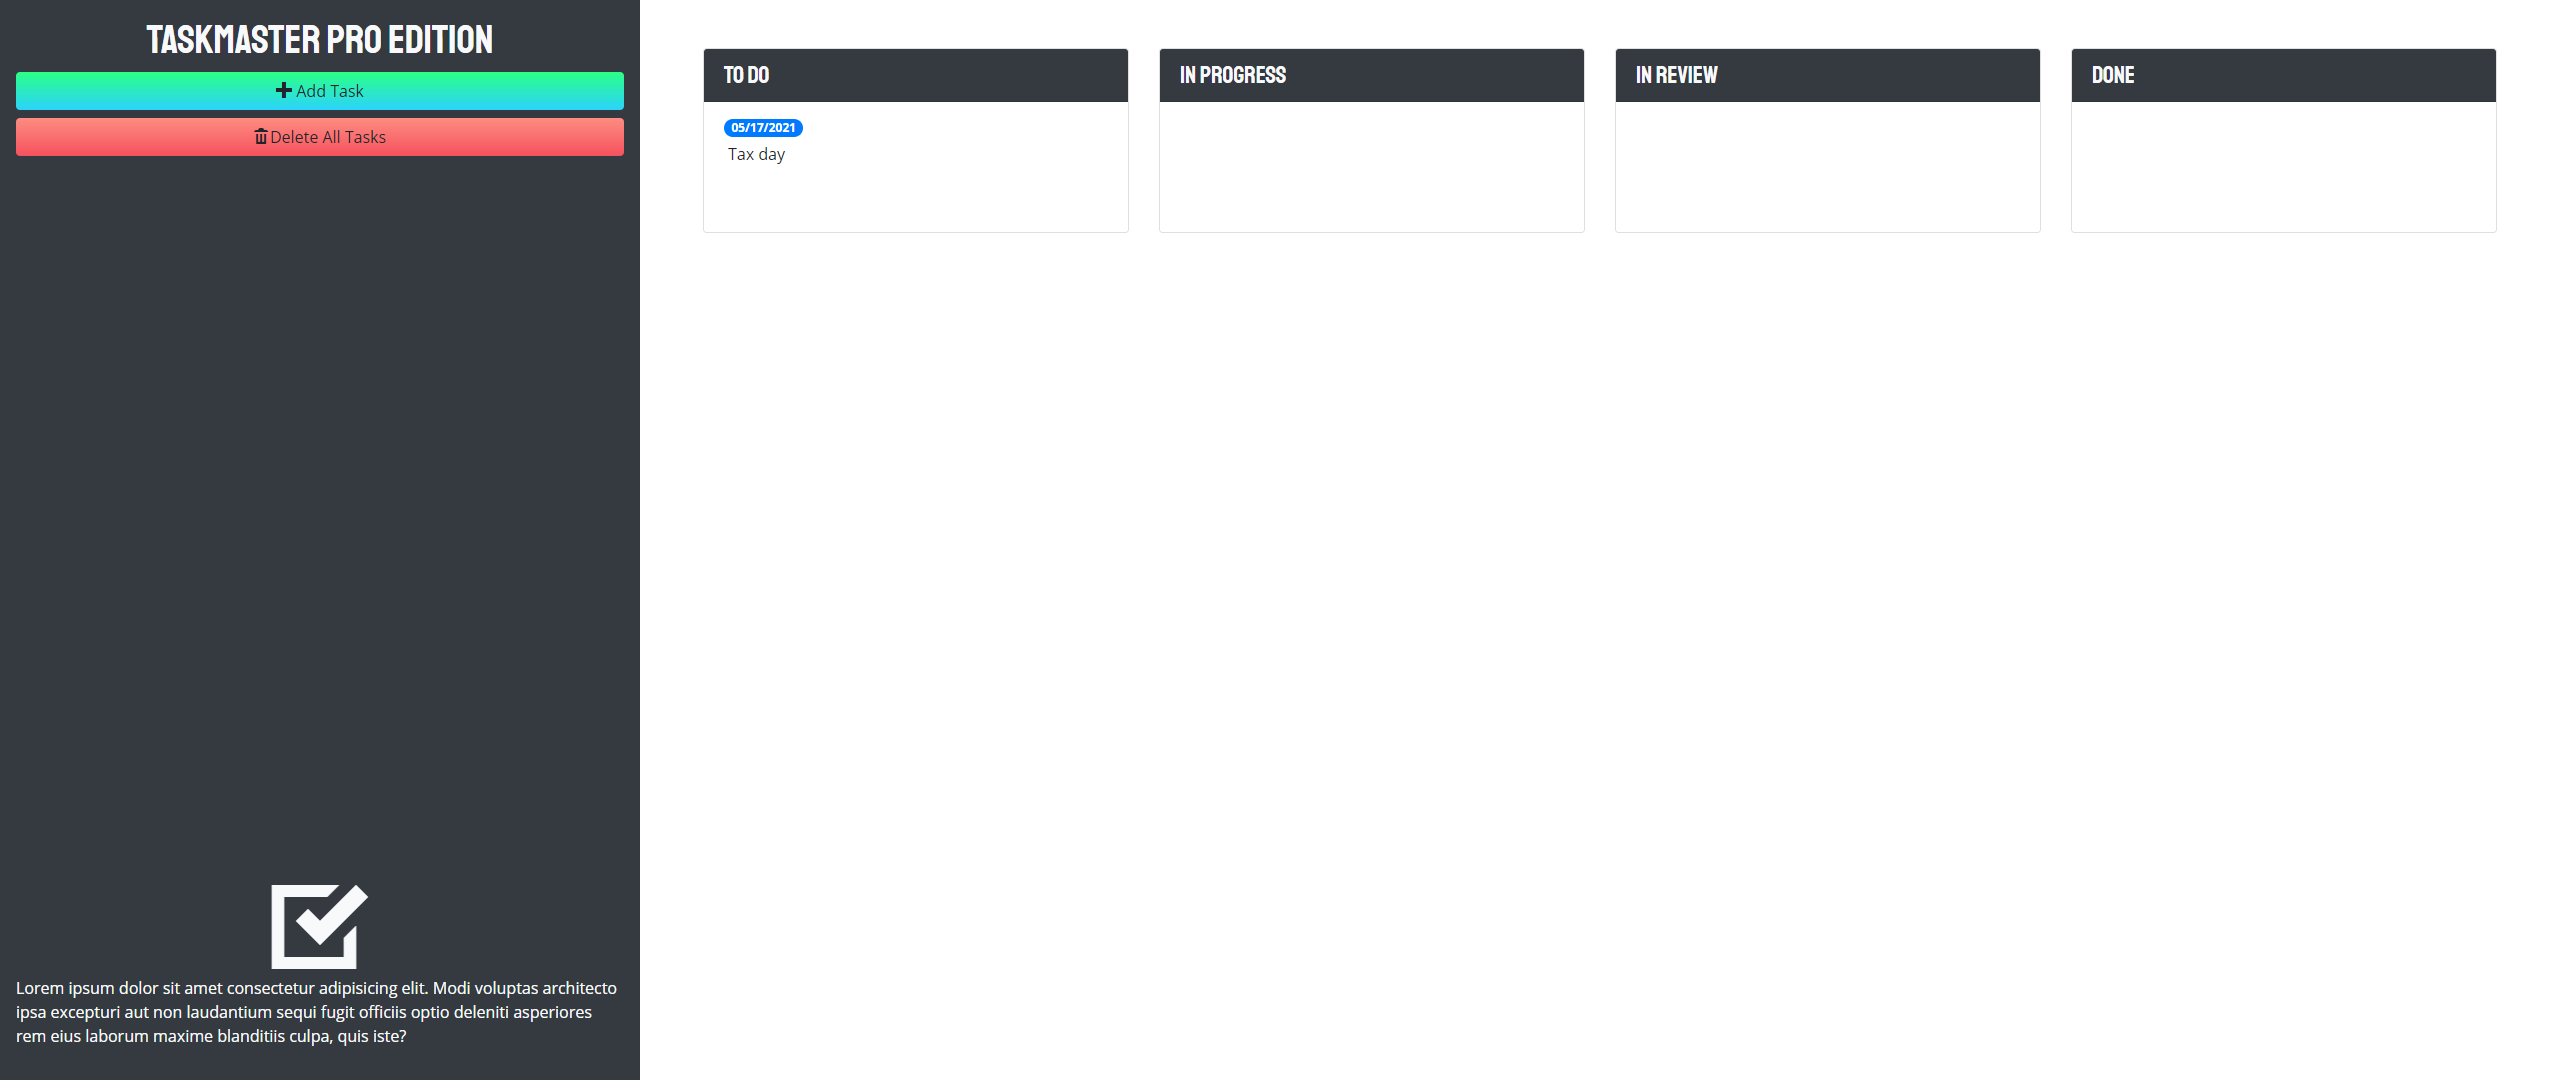 TASKMASTER PRO EDITION
Add Task
Delete All Tasks
Lorem ipsum dolor sit amet consectetur adipisicing elit. Modi voluptas architecto
ipsa excepturi aut non laudantium sequi fugit officiis optio deleniti asperiores
rem eius laborum maxime blanditiis culpa, quis iste?
TO DO
05/17/2021
Tax day
IN PROGRESS
IN REVIEW
DONE